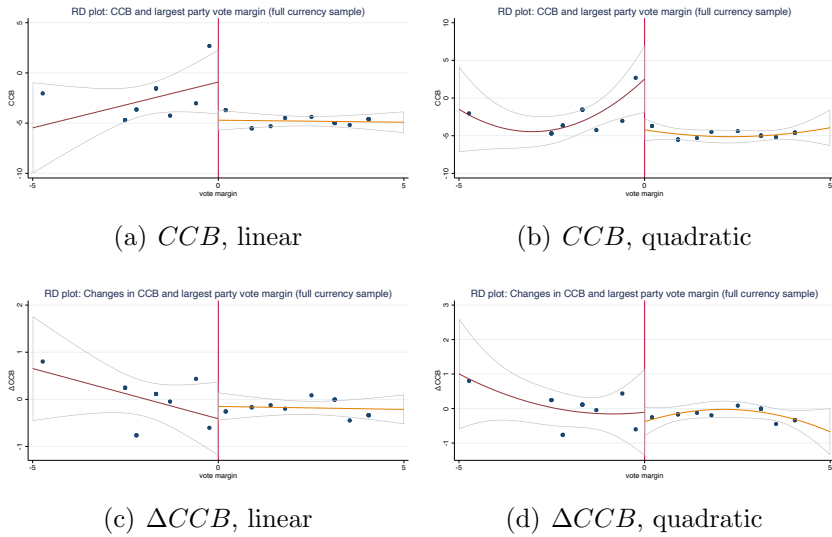 RD plot: CCB and largest party vote margin (full currency sample)
CCB
5
0
-5
-10
-5
0
5
vote margin
(a) CCB, linear
RD plot: CCB and largest party vote margin (full currency sample)
CCB
10
5
0
-5
-10
-5
0
5
vote margin
(b) CCB, quadratic
RD plot: Changes in CCB and largest party vote margin (full currency sample)
Δ CCB
2
1
0
-1
-5
0
5
vote margin
(c) ΔCCB, linear
RD plot: Changes in CCB and largest party vote margin (full currency sample)
Δ CCB
3
2
1
0
-1
-5
0
5
vote margin
(d) ΔCCB, quadratic